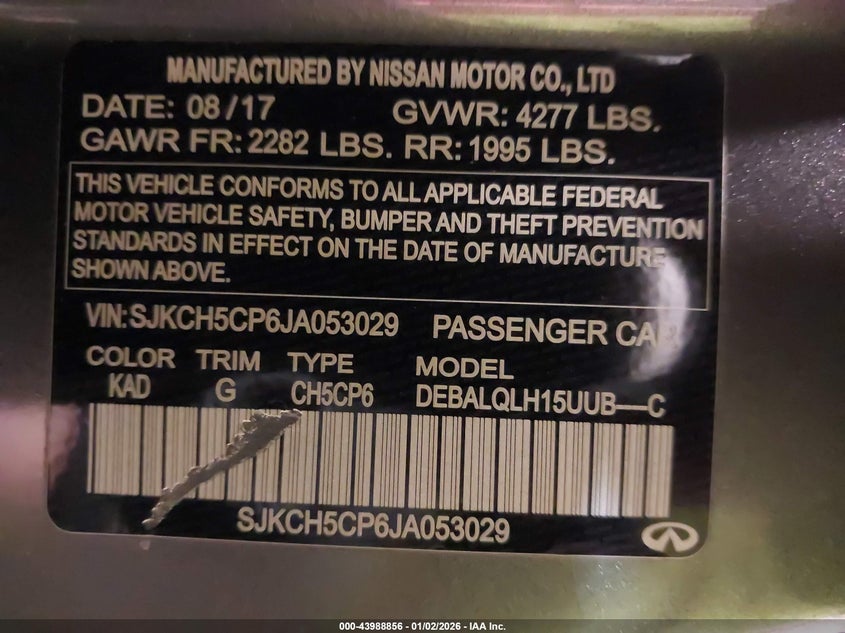 MANUFACTURED BY NISSAN MOTOR CO., LTD
DATE: 08/17 GVWR: 4277 LBS.
GAWR FR: 2282 LBS. RR: 1995 LBS.
THIS VEHICLE CONFORMS TO ALL APPLICABLE FEDERAL
MOTOR VEHICLE SAFETY, BUMPER AND THEFT PREVENTION
STANDARDS IN EFFECT ON THE DATE OF MANUFACTURE
SHOWN ABOVE.
VIN: SJKCH5CP6JA053029 PASSENGER CAR
COLOR TRIM TYPE MODEL
KAD G CH5CP6 DEBALQLH15UUB—C
SJKCH5CP6JA053029
000-43988856 - 01/02/2026 - IAA Inc.